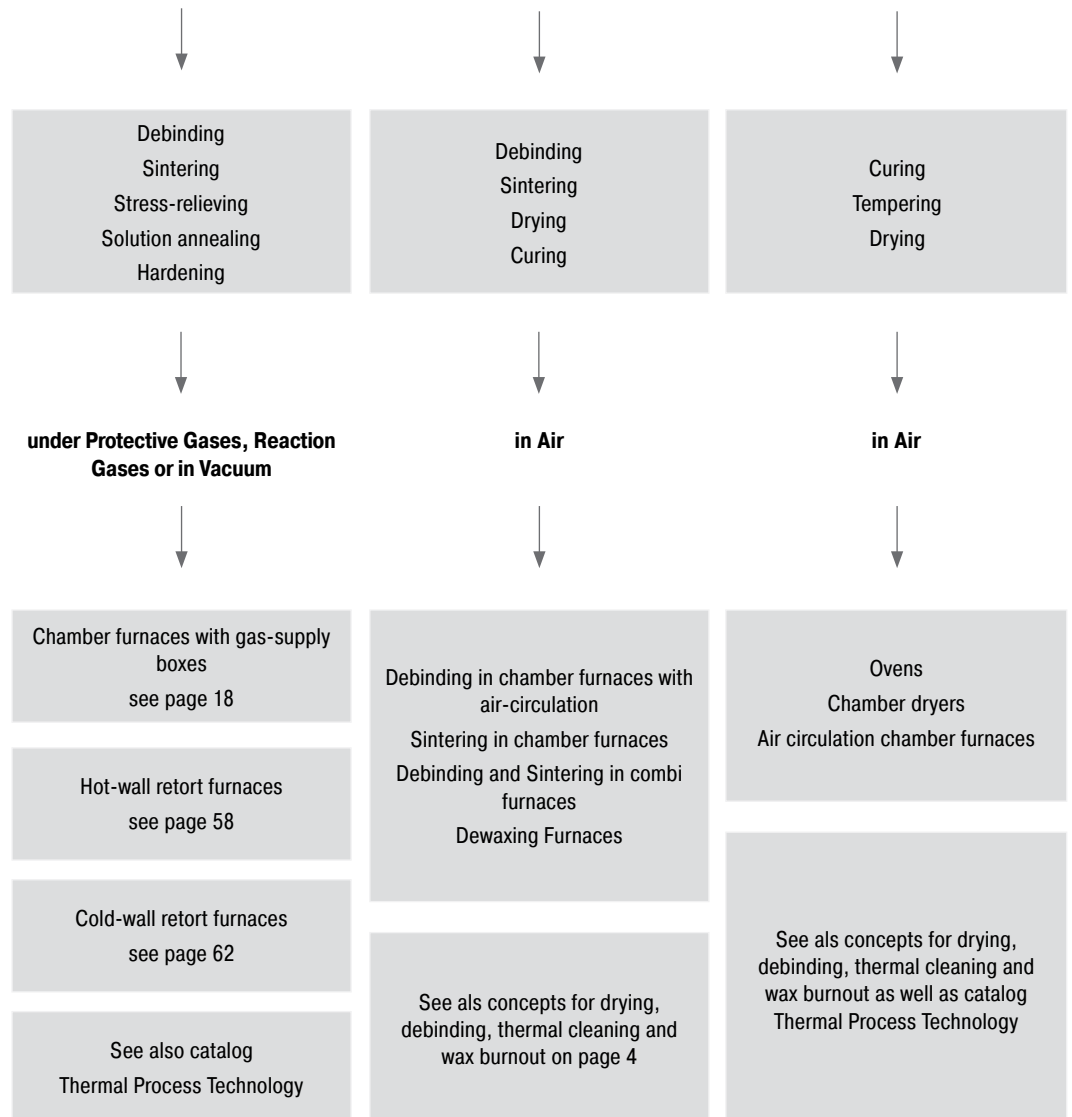 Debinding
Sintering
Stress-relieving
Solution annealing
Hardening
Debinding
Sintering
Drying
Curing
Curing
Tempering
Drying
under Protective Gases, Reaction
Gases or in Vacuum
in Air
in Air
Chamber furnaces with gas-supply
boxes
see page 18
Hot-wall retort furnaces
see page 58
Cold-wall retort furnaces
see page 62
See also catalog
Thermal Process Technology
Debinding in chamber furnaces with
air-circulation
Sintering in chamber furnaces
Debinding and Sintering in combi
furnaces
Dewaxing Furnaces
See als concepts for drying,
debinding, thermal cleaning and
wax burnout on page 4
Ovens
Chamber dryers
Air circulation chamber furnaces
See als concepts for drying,
debinding, thermal cleaning and
wax burnout as well as catalog
Thermal Process Technology